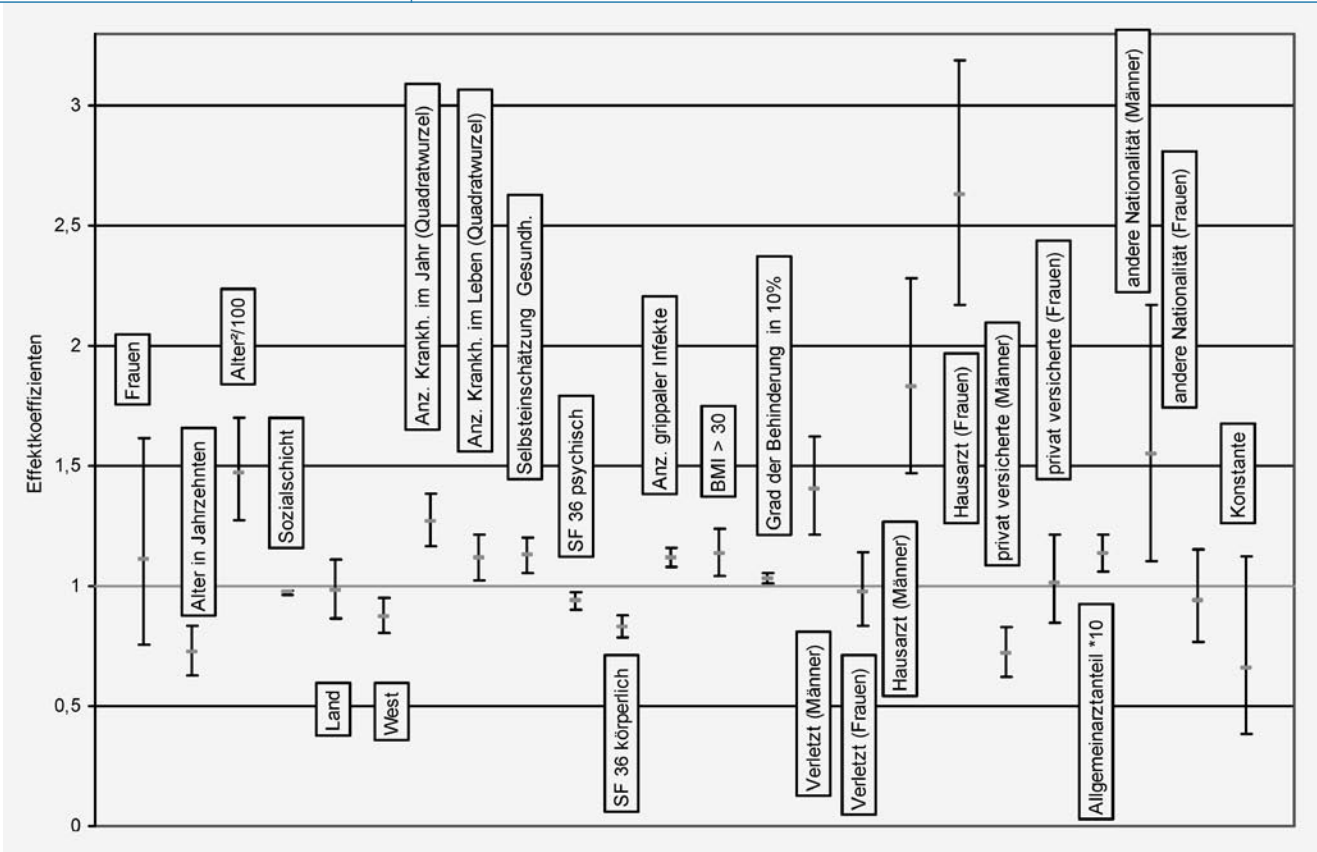 Effektkoeffizienten
3
2,5
2
1,5
1
0,5
0
Frauen
Alter in Jahrzehnten
Alter²/100
Sozialschicht
Land
West
Anz. Krankh. im Jahr (Quadratwurzel)
Anz. Krankh. im Leben (Quadratwurzel)
Selbsteinschätzung Gesundh.
SF 36 psychisch
SF 36 körperlich
Anz. grippaler Infekte
BMI > 30
Grad der Behinderung in 10%
Verletzt (Männer)
Verletzt (Frauen)
Hausarzt (Männer)
Hausarzt (Frauen)
privat versicherte (Männer)
privat versicherte (Frauen)
Allgemeinarztanteil *10
andere Nationalität (Männer)
andere Nationalität (Frauen)
Konstante